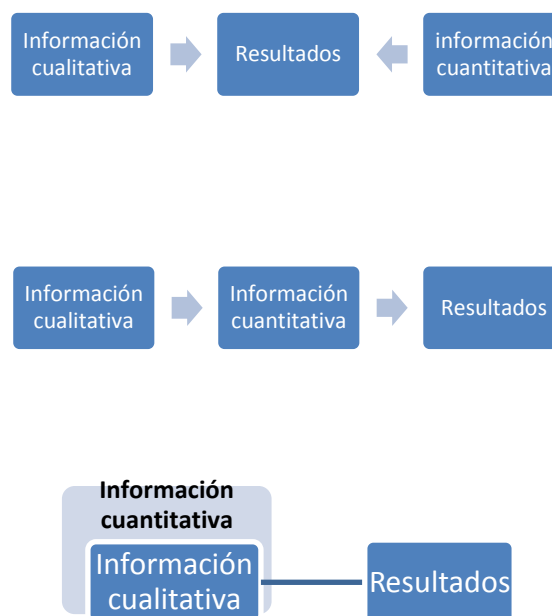 Información
cualitativa
Resultados
información
cuantitativa
Información
cualitativa
Información
cuantitativa
Resultados
Información
cuantitativa
Información
cualitativa
Resultados